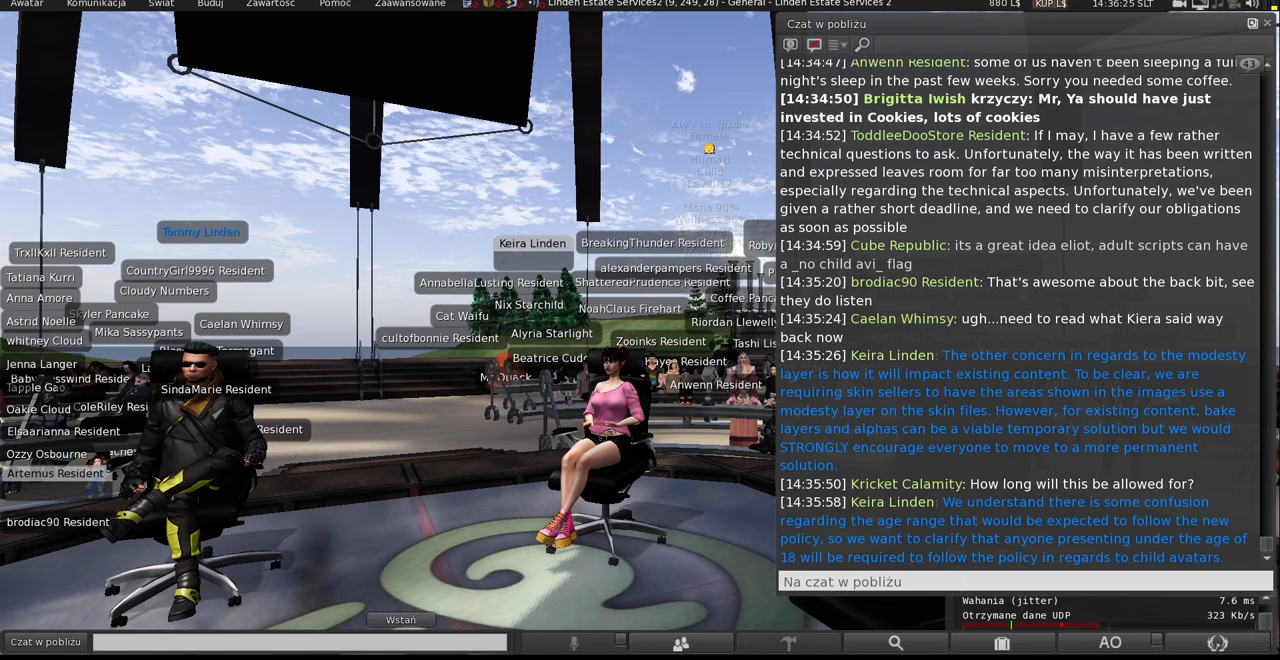 Awatar Komunikacja Świat Buduj Zawartość Pomoc Zaawansowane
Linden Estate Services2 (9, 249, 28) - General - Linden Estate Services 2
880 L$ KUP L$ 14:36:25 SLT
Tommy Linden
TrxllKxll Resident
Tatiana Kurri
CountryGirl9996 Resident
Cloudy Numbers
Anna Amore
Skyler Pancake
Astrid Noelle
Mika Sassypants
Caelan Whimsy
whitney Cloud
Jenna Langer
SindaMarie Resident
Oakie Cloud
ColeRiley Resi
Elsaarianna Resident
Resident
Ozzy Osbourne
Artemus Resident
brodiac90 Resident
Keira Linden
BreakingThunder Resident
alexanderpampers Resident
AnnabellaLusting Resident
ShatteredPrudence Resident
Nix Starchild
NoahClaus Firehart
Coffee Panca
Cat Waifu
Riordan Llewelly
cultofbonnie Resident
Alyria Starlight
Zooinks Resident
Tashi Lis
Beatrice Cudd
Anwenn Resident
Female
Human
Child
Wstań
Czat w pobliżu
Czat w pobliżu
43
[14:34:47] Anwenn Resident: some of us haven't been sleeping a full
night's sleep in the past few weeks. Sorry you needed some coffee.
[14:34:50] Brigitta Iwish krzyczy: Mr, Ya should have just
invested in Cookies, lots of cookies
[14:34:52] ToddleeDooStore Resident: If I may, I have a few rather
technical questions to ask. Unfortunately, the way it has been written
and expressed leaves room for far too many misinterpretations,
especially regarding the technical aspects. Unfortunately, we've been
given a rather short deadline, and we need to clarify our obligations
as soon as possible
[14:34:59] Cube Republic: its a great idea eliot, adult scripts can have
a _no child avi_ flag
[14:35:20] brodiac90 Resident: That's awesome about the back bit, see
they do listen
[14:35:24] Caelan Whimsy: ugh...need to read what Kiera said way
back now
[14:35:26] Keira Linden: The other concern in regards to the modesty
layer is how it will impact existing content. To be clear, we are
requiring skin sellers to have the areas shown in the images use a
modesty layer on the skin files. However, for existing content, bake
layers and alphas can be a viable temporary solution but we would
STRONGLY encourage everyone to move to a more permanent
solution.
[14:35:50] Kricket Calamity: How long will this be allowed for?
[14:35:58] Keira Linden: We understand there is some confusion
regarding the age range that would be expected to follow the new
policy, so we want to clarify that anyone presenting under the age of
18 will be required to follow the policy in regards to child avatars.
Na czat w pobliżu
Wahania (jitter) 7.6 ms
Otrzymane dane UDP 323 Kb/s
AO